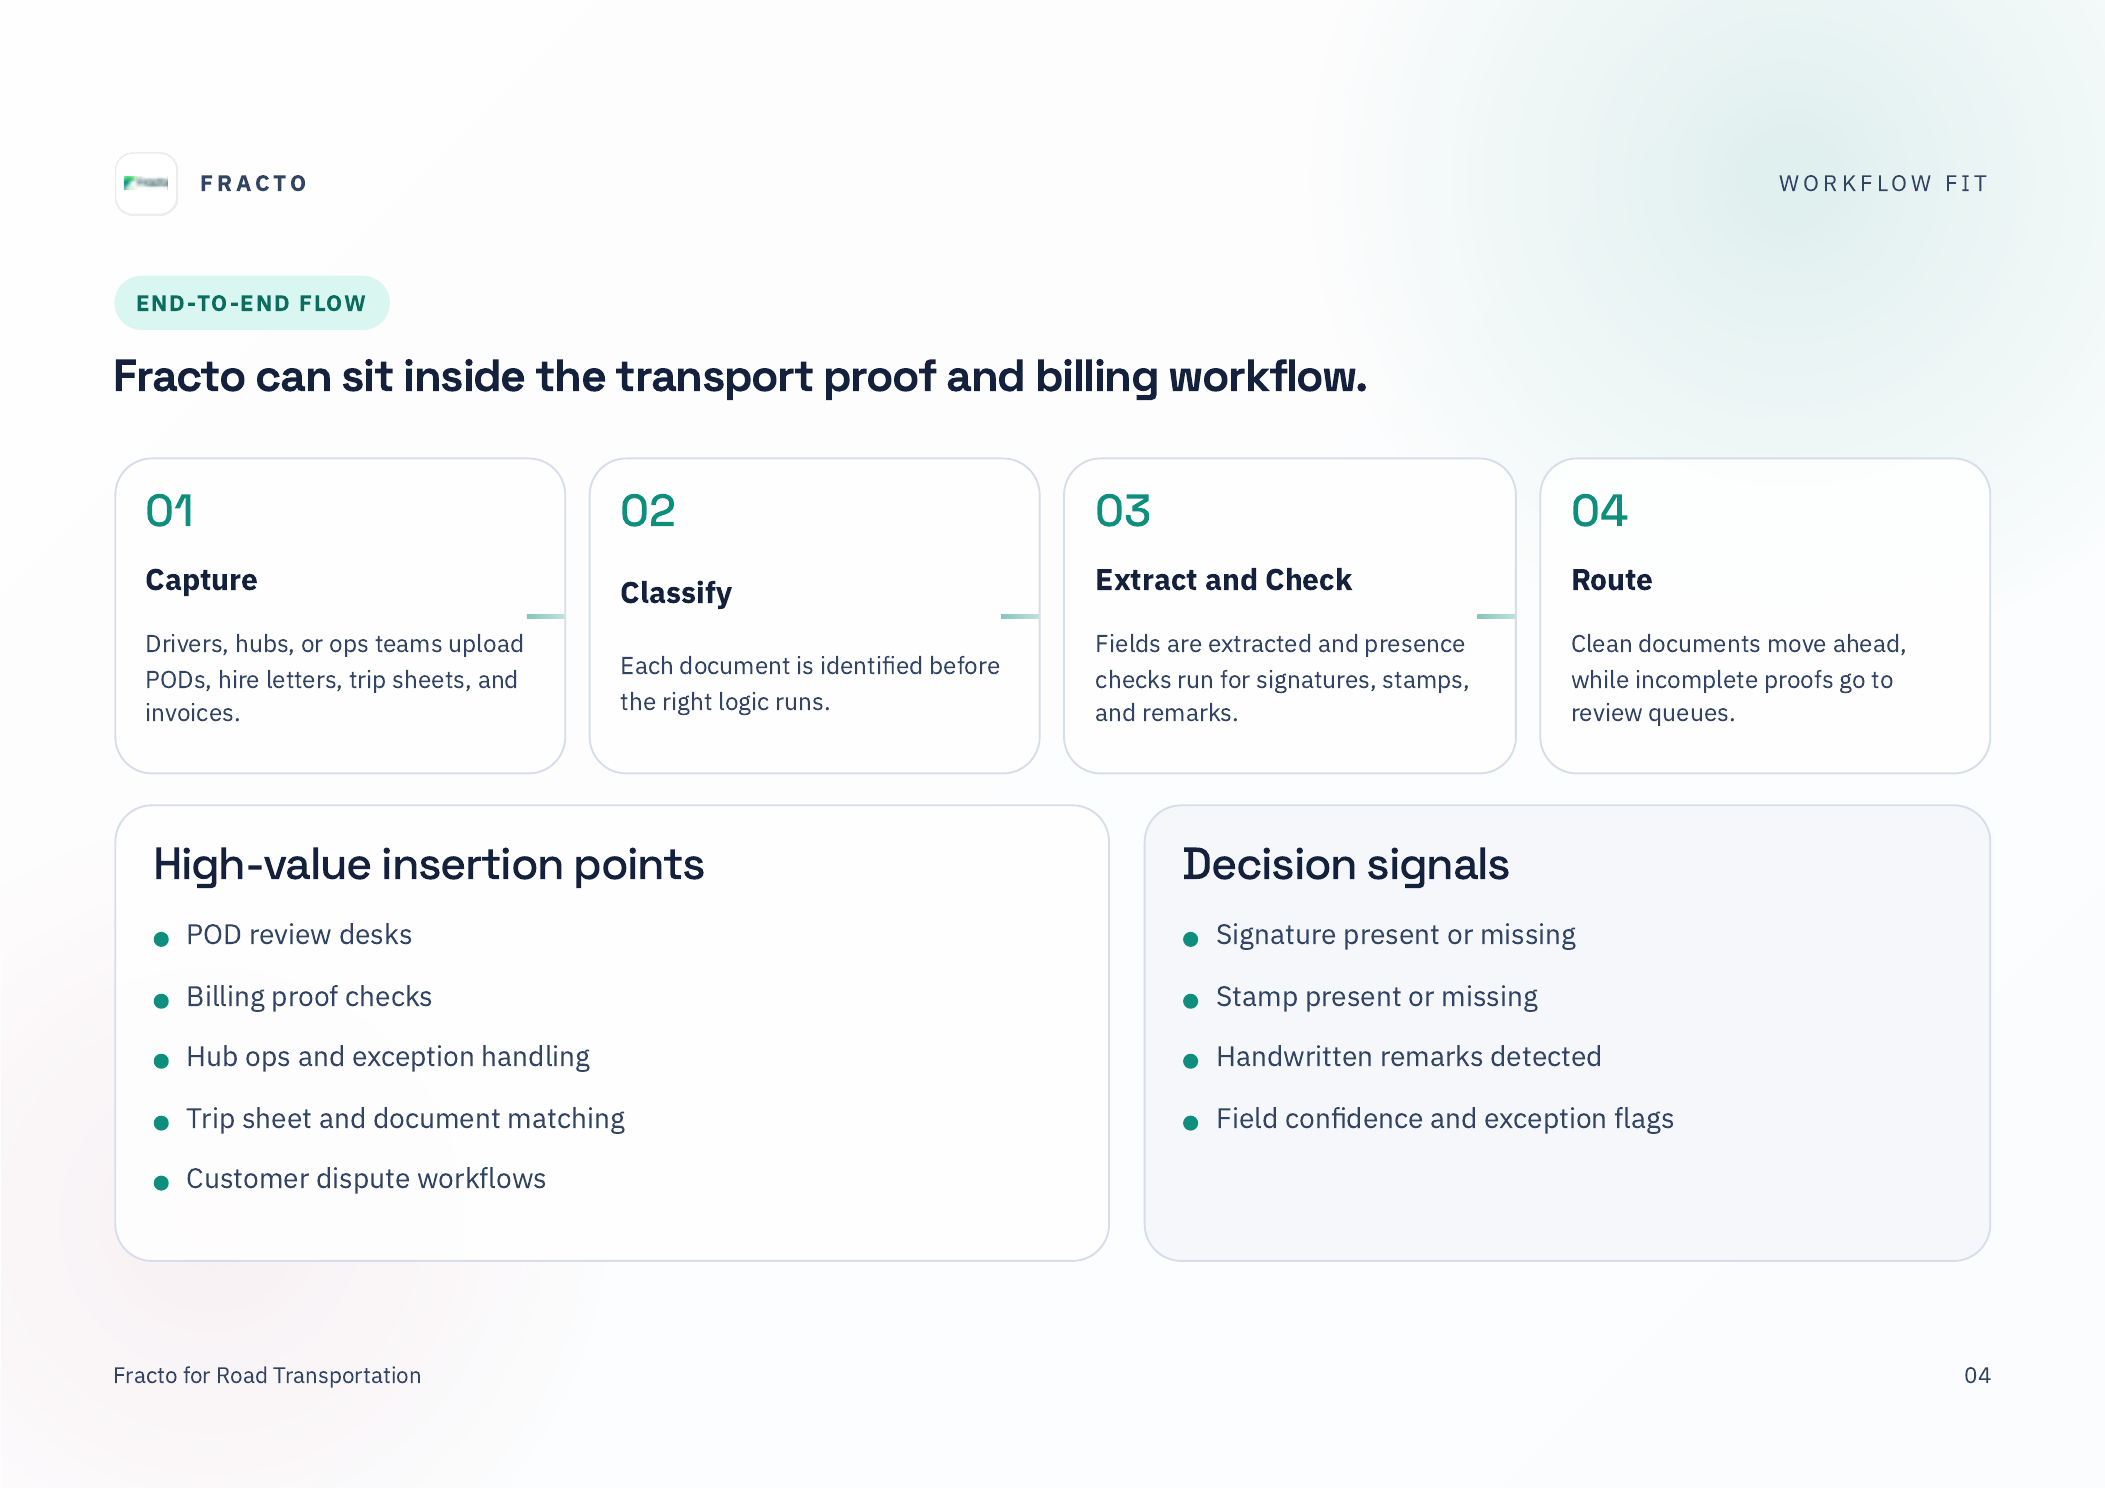 FRACTO
WORKFLOW FIT
END-TO-END FLOW
Fracto can sit inside the transport proof and billing workflow.
01
Capture
Drivers, hubs, or ops teams upload
PODs, hire letters, trip sheets, and
invoices.
02
Classify
Each document is identified before
the right logic runs.
03
Extract and Check
Fields are extracted and presence
checks run for signatures, stamps,
and remarks.
04
Route
Clean documents move ahead,
while incomplete proofs go to
review queues.
High-value insertion points
POD review desks
Billing proof checks
Hub ops and exception handling
Trip sheet and document matching
Customer dispute workflows
Decision signals
Signature present or missing
Stamp present or missing
Handwritten remarks detected
Field confidence and exception flags
Fracto for Road Transportation
04